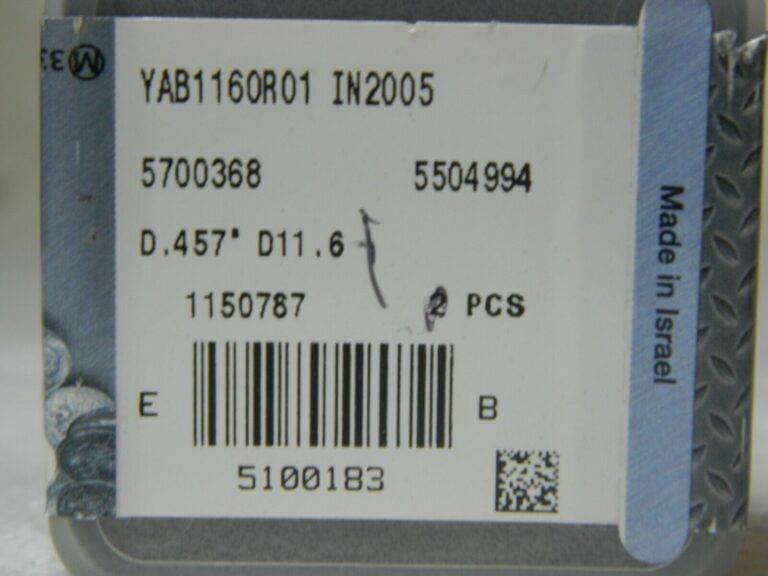 YAB1160R01 IN2005
5700368 5504994
D.457" D11.6
1150787 2 PCS
E B
5100183
Made in Israel